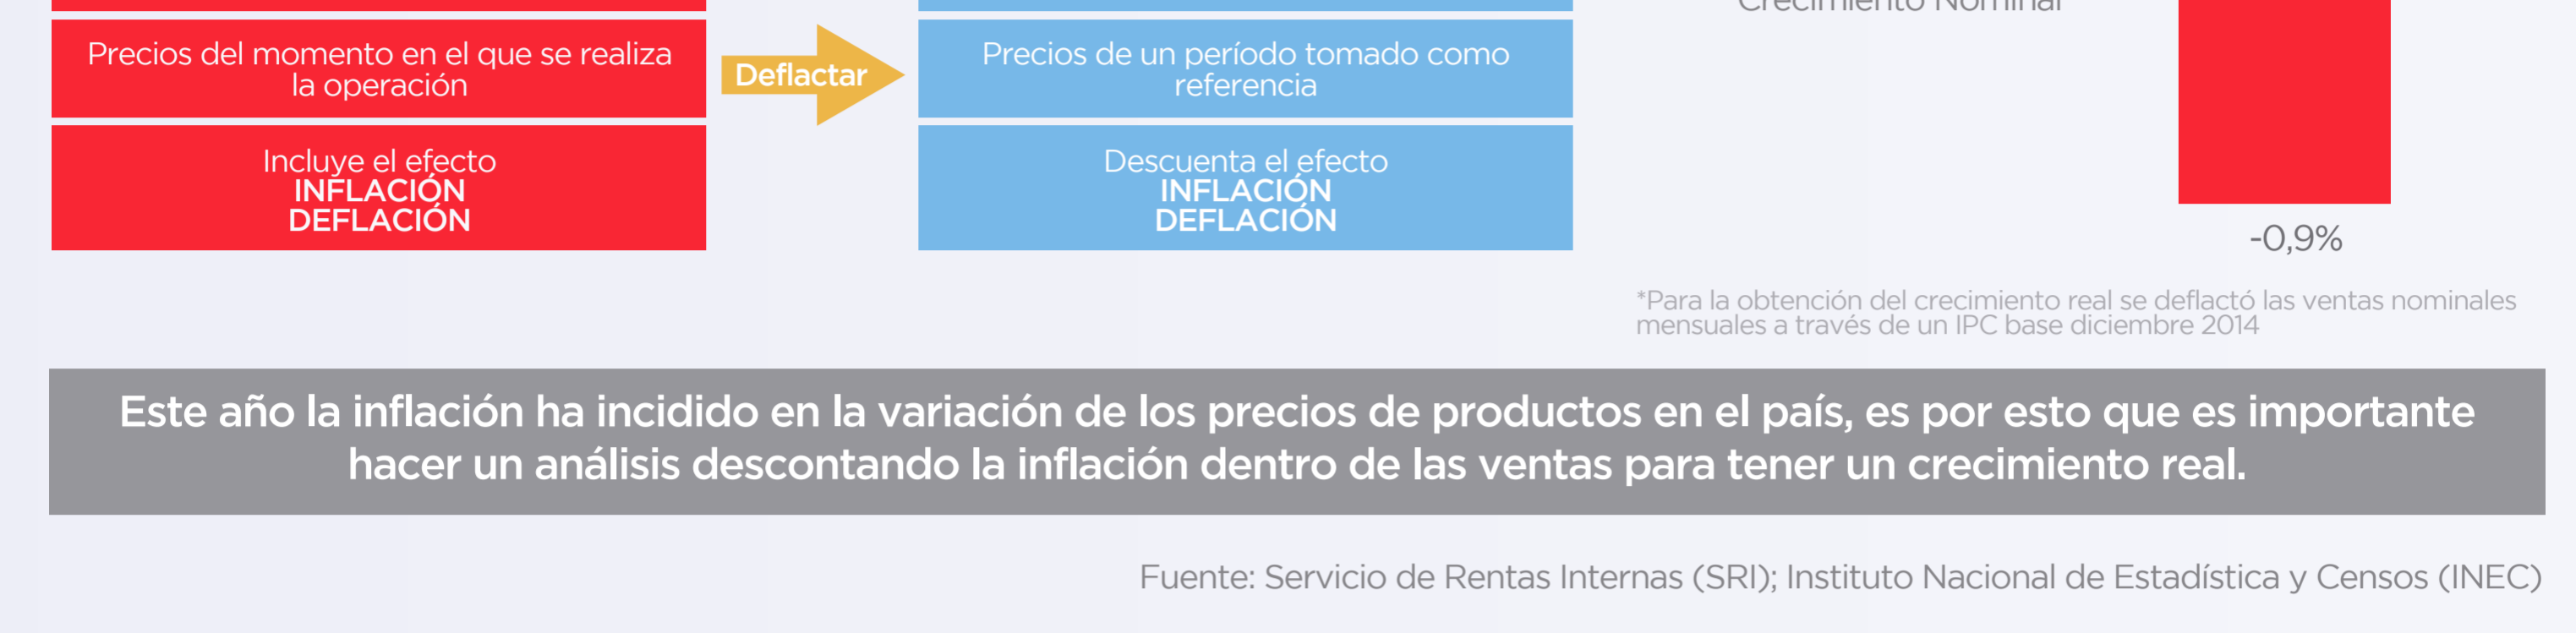 Crecimiento Nominal
Precios del momento en el que se realiza
la operación
Deflactar
Precios de un período tomado como
referencia
Incluye el efecto
INFLACIÓN
DEFLACIÓN
Descuenta el efecto
INFLACIÓN
DEFLACIÓN
-0,9%
*Para la obtención del crecimiento real se deflactó las ventas nominales
mensuales a través de un IPC base diciembre 2014
Este año la inflación ha incidido en la variación de los precios de productos en el país, es por esto que es importante
hacer un análisis descontando la inflación dentro de las ventas para tener un crecimiento real.
Fuente: Servicio de Rentas Internas (SRI); Instituto Nacional de Estadística y Censos (INEC)